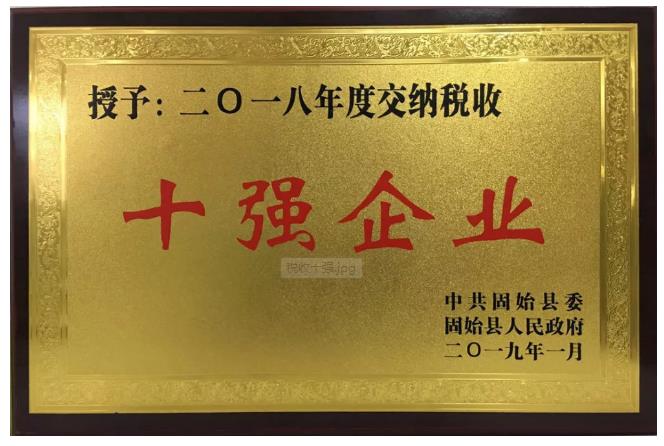 授予：二〇一八年度交纳税收
十强企业
税收十强.jpg
中共固始县委
固始县人民政府
二〇一九年一月